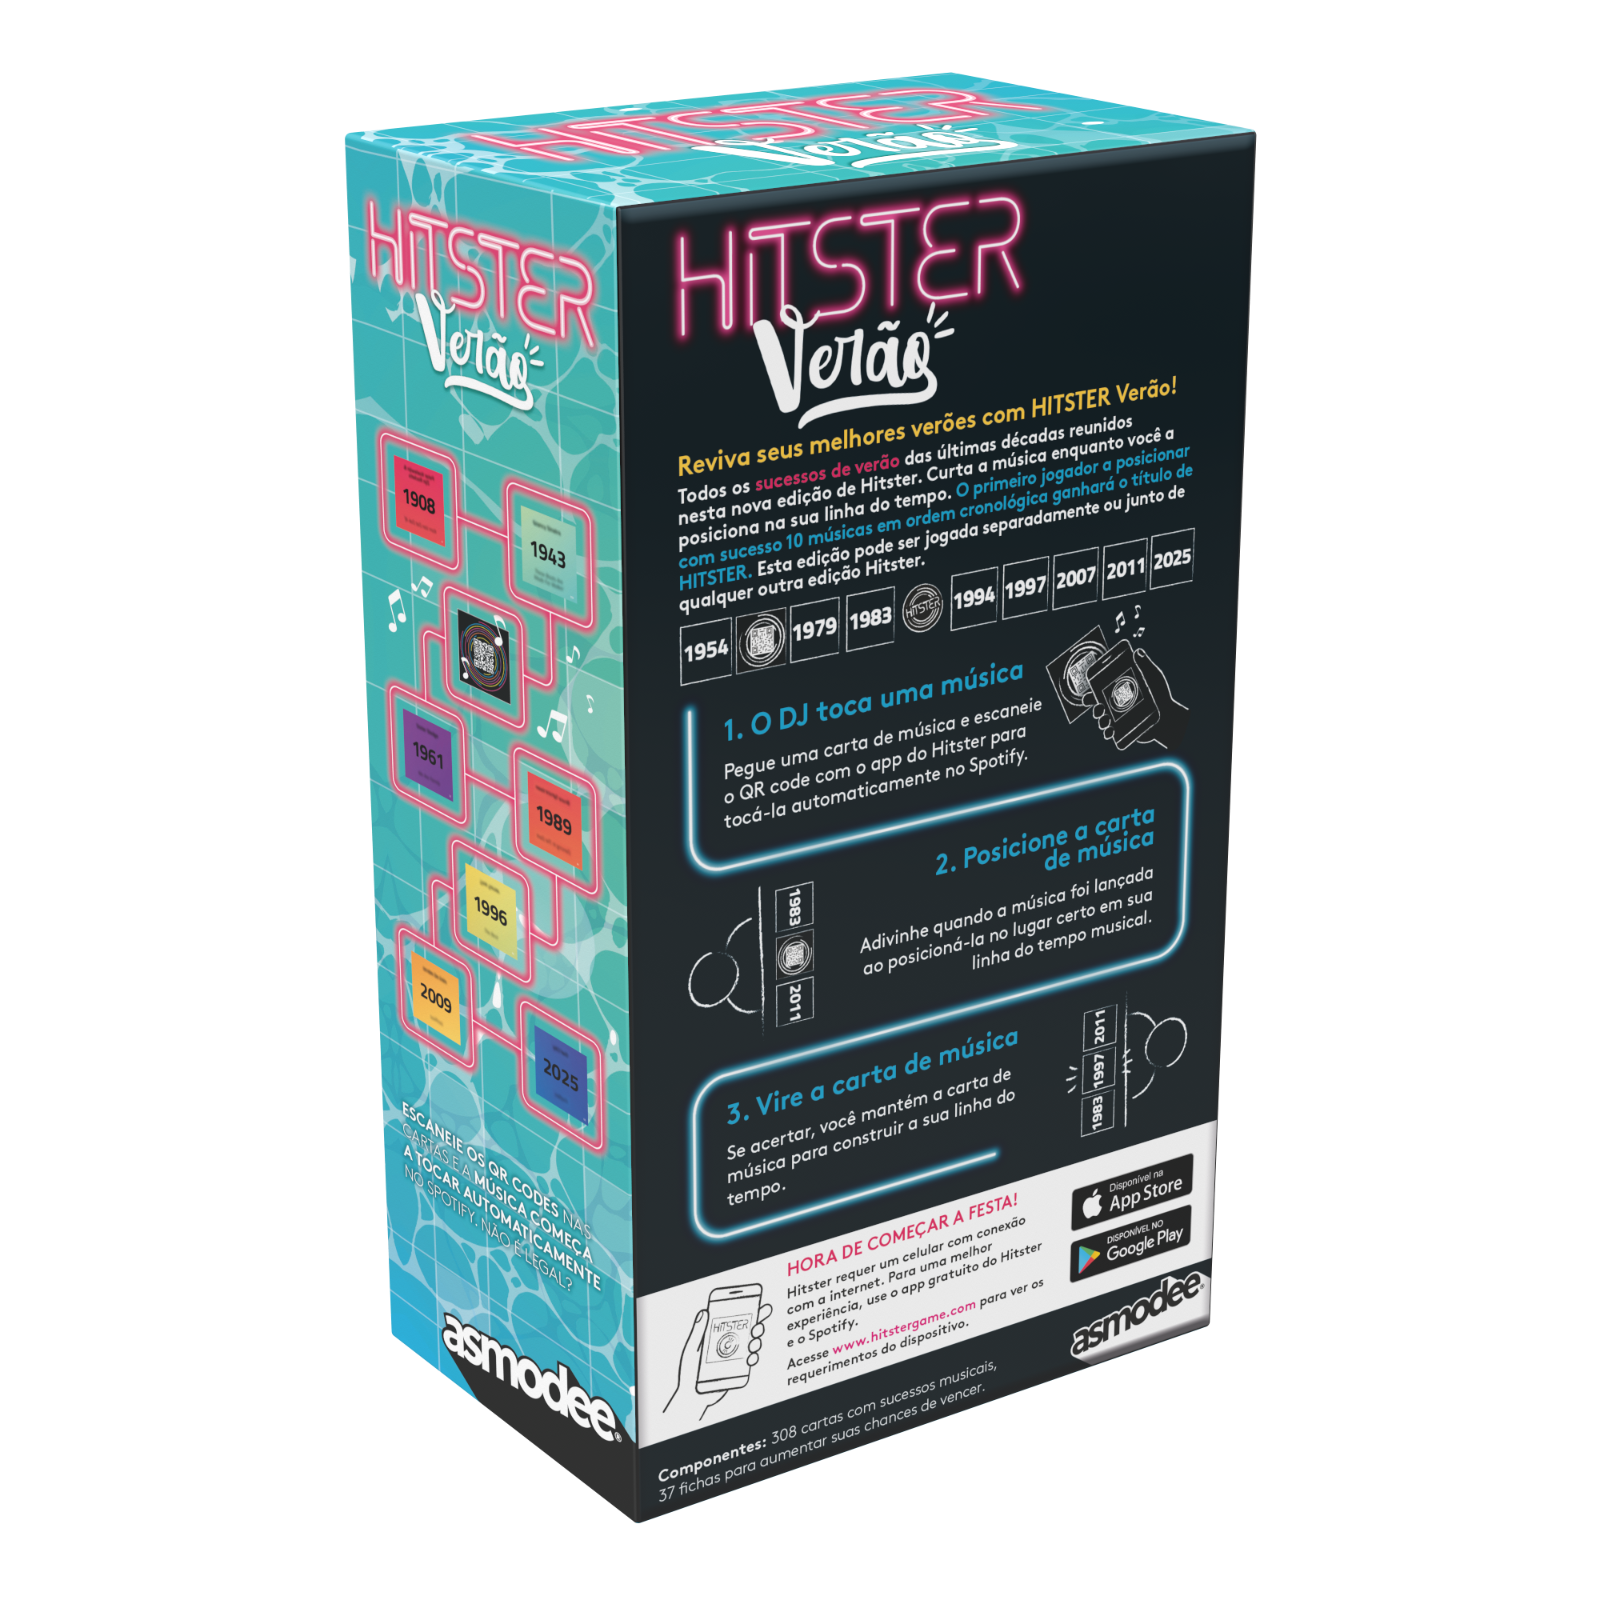 HITSTER
Verão
HITSTER
Verão
1908
1943
1961
1989
1996
2009
2025
ESCANEIE OS QR CODES NAS
CARTAS E A MÚSICA COMEÇA
A TOCAR AUTOMATICAMENTE
NO SPOTIFY. NÃO É LEGAL?
asmodee®
HITSTER
Verão
Reviva seus melhores verões com HITSTER Verão!
Todos os sucessos de verão das últimas décadas reunidos
nesta nova edição de Hitster. Curta a música enquanto você a
posiciona na sua linha do tempo. O primeiro jogador a posicionar
com sucesso 10 músicas em ordem cronológica ganhará o título de
HITSTER. Esta edição pode ser jogada separadamente ou junto de
qualquer outra edição Hitster.
1954 1979 1983 HITSTER 1994 1997 2007 2011 2025
1. O DJ toca uma música
Pegue uma carta de música e escaneie
o QR code com o app do Hitster para
tocá-la automaticamente no Spotify.
2. Posicione a carta
de música
Adivinhe quando a música foi lançada
ao posicioná-la no lugar certo em sua
linha do tempo musical.
1983
2011
3. Vire a carta de música
Se acertar, você mantém a carta de
música para construir a sua linha do
tempo.
2011
1997
1983
HORA DE COMEÇAR A FESTA!
Hitster requer um celular com conexão
com a internet. Para uma melhor
experiência, use o app gratuito do Hitster
e o Spotify.
Acesse www.hitstergame.com para ver os
requerimentos do dispositivo.
HITSTER
Disponível na
App Store
DISPONÍVEL NO
Google Play
asmodee®
Componentes: 308 cartas com sucessos musicais,
37 fichas para aumentar suas chances de vencer.